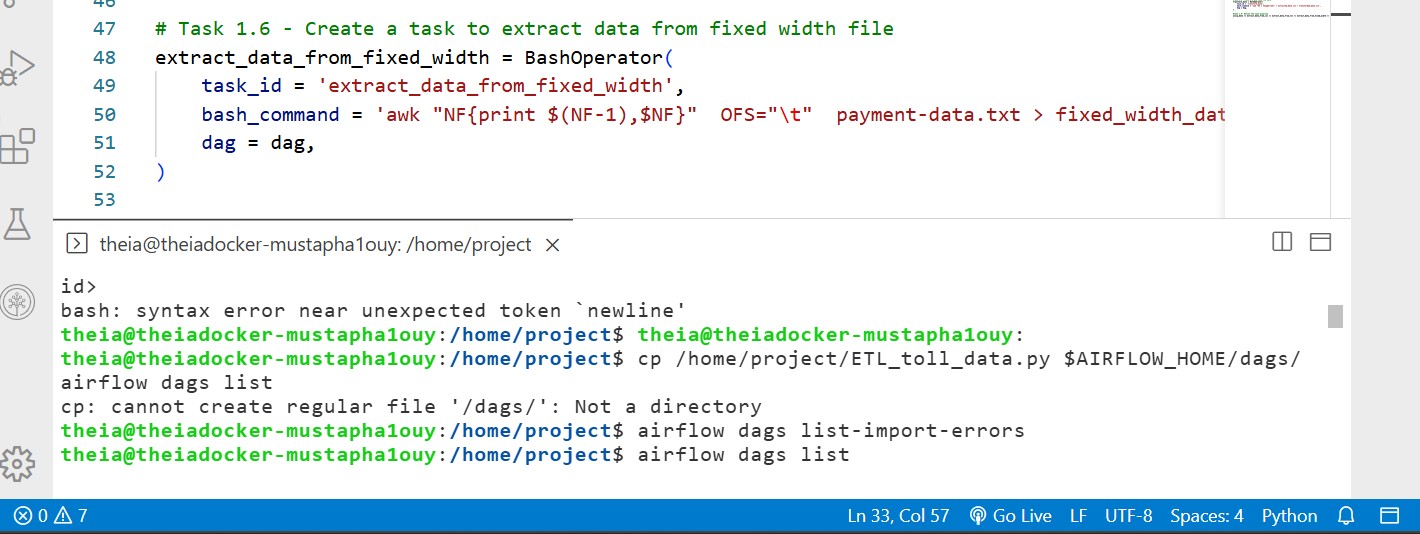 46
47 # Task 1.6 - Create a task to extract data from fixed width file
48 extract_data_from_fixed_width = BashOperator(
49 task_id = 'extract_data_from_fixed_width',
50 bash_command = 'awk "NF{print $(NF-1),$NF}"  OFS="\t"  payment-data.txt > fixed_width_dat
51 dag = dag,
52 )
53
theia@theiadocker-mustapha1ouy: /home/project
id>
bash: syntax error near unexpected token `newline'
theia@theiadocker-mustapha1ouy:/home/project$ theia@theiadocker-mustapha1ouy:
theia@theiadocker-mustapha1ouy:/home/project$ cp /home/project/ETL_toll_data.py $AIRFLOW_HOME/dags/
airflow dags list
cp: cannot create regular file '/dags/': Not a directory
theia@theiadocker-mustapha1ouy:/home/project$ airflow dags list-import-errors
theia@theiadocker-mustapha1ouy:/home/project$ airflow dags list
0 7 Ln 33, Col 57 Go Live LF UTF-8 Spaces: 4 Python